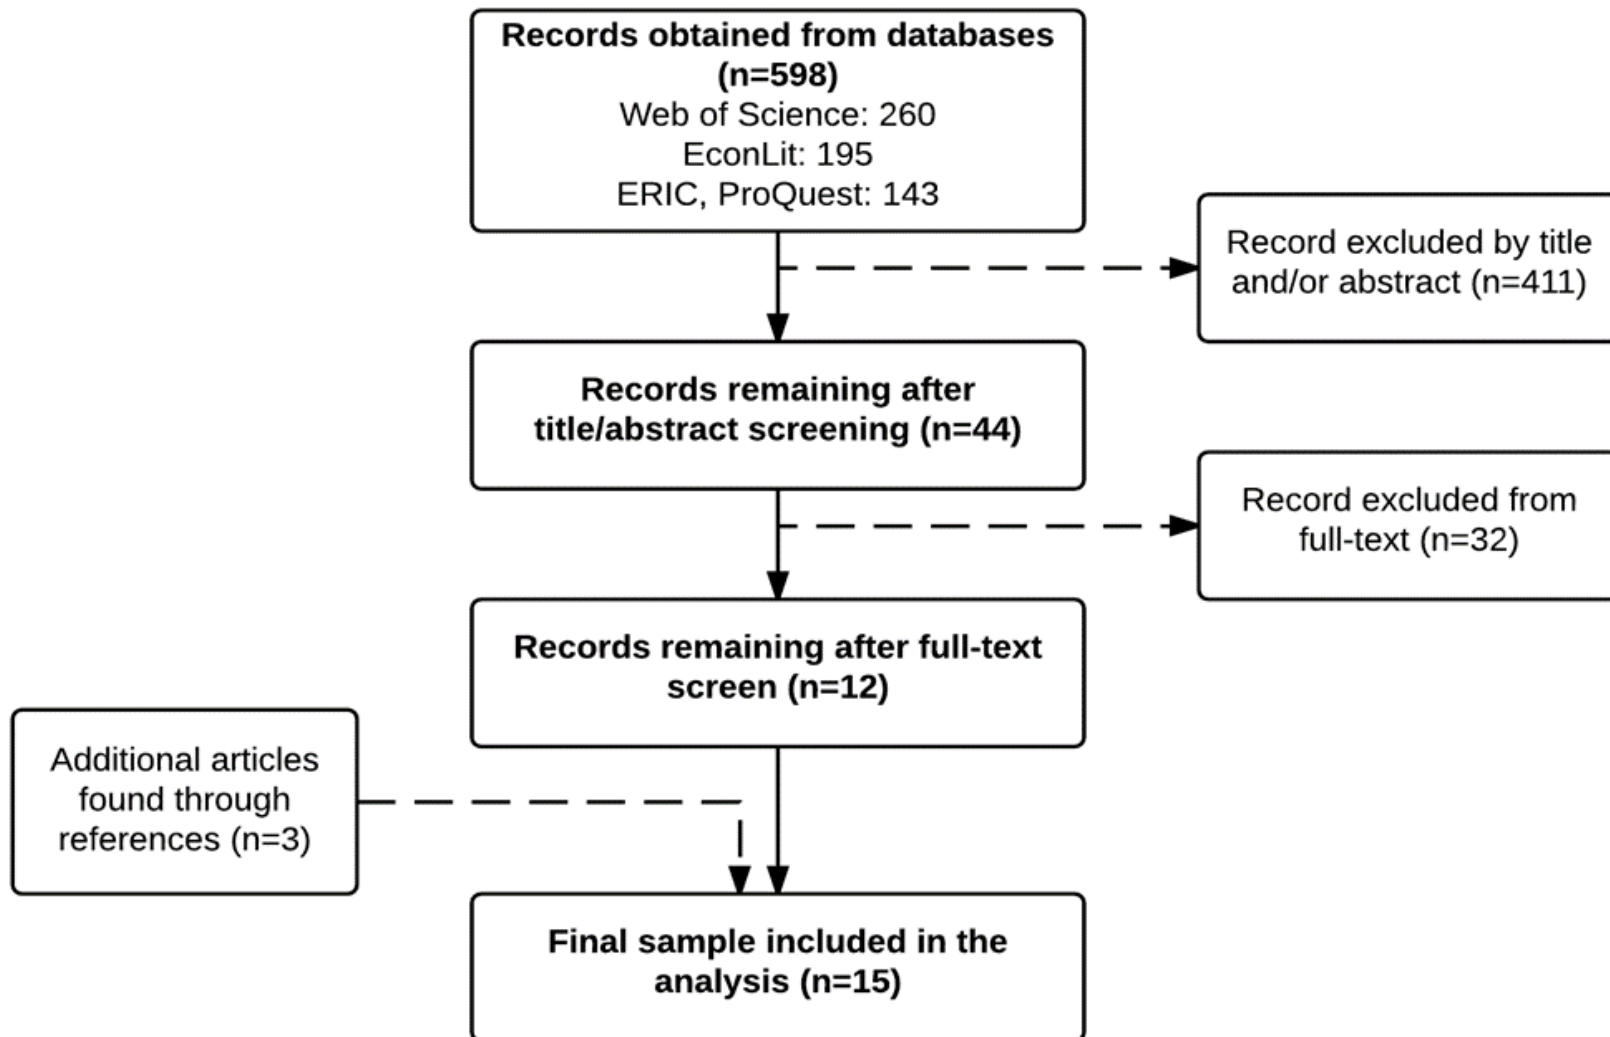 Records obtained from databases
(n=598)
Web of Science: 260
EconLit: 195
ERIC, ProQuest: 143
Record excluded by title
and/or abstract (n=411)
Records remaining after
title/abstract screening (n=44)
Record excluded from
full-text (n=32)
Records remaining after full-text
screen (n=12)
Additional articles
found through
references (n=3)
Final sample included in the
analysis (n=15)